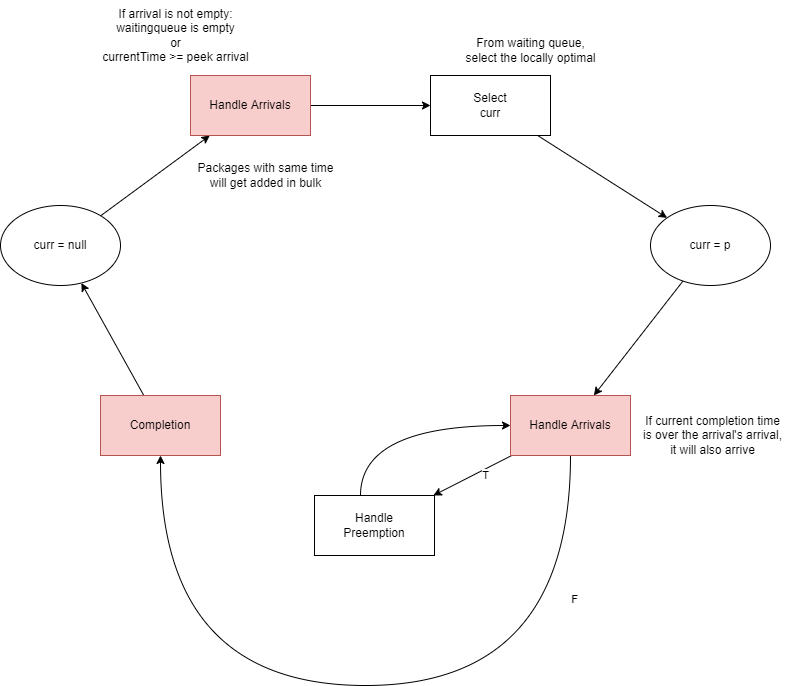 If arrival is not empty:
waitingqueue is empty
or
currentTime >= peek arrival
From waiting queue,
select the locally optimal
Handle Arrivals
Select
curr
Packages with same time
will get added in bulk
curr = null
curr = p
Completion
Handle Arrivals
If current completion time
is over the arrival's arrival,
it will also arrive
T
Handle
Preemption
F